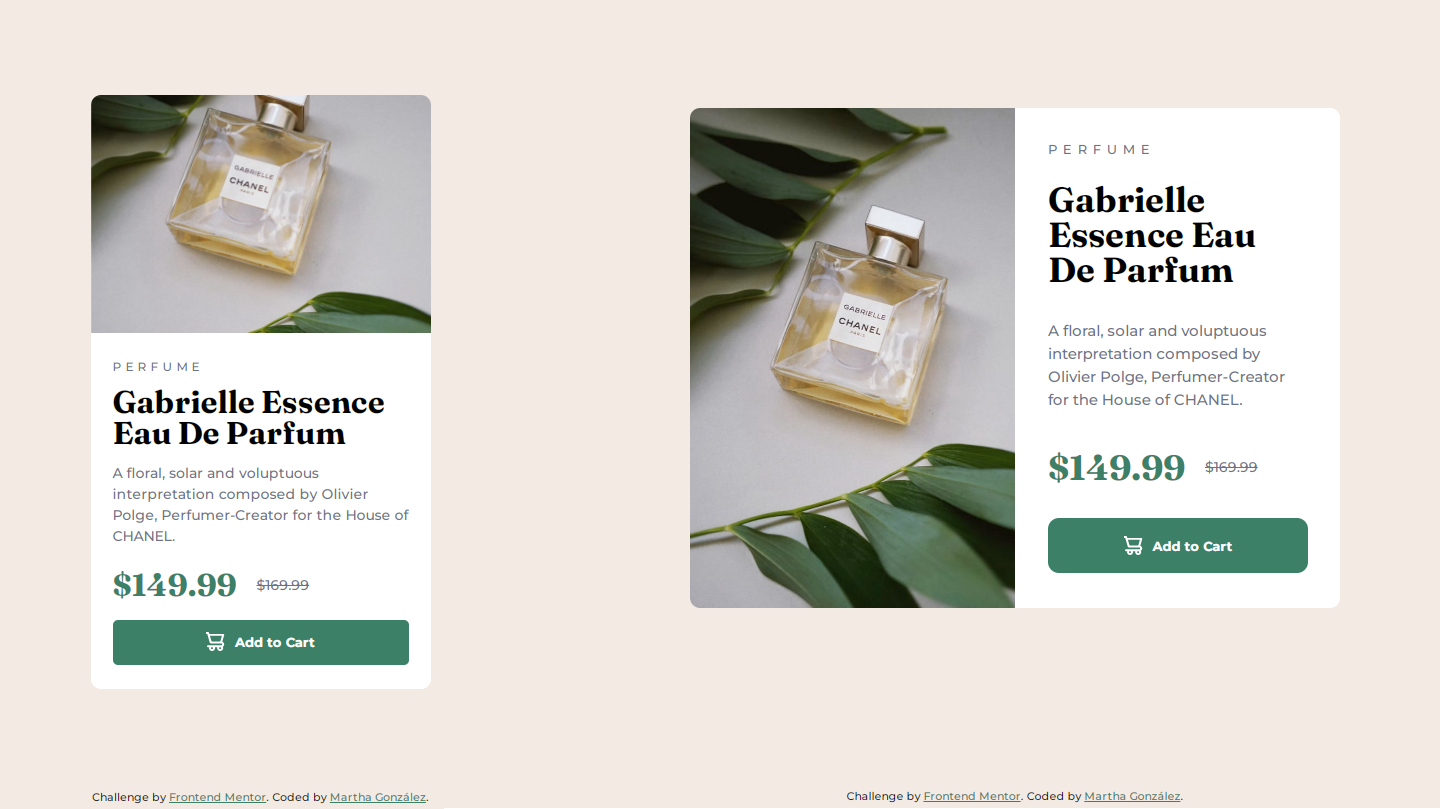 GABRIELLE
CHANEL
PARIS
PERFUME
Gabrielle Essence
Eau De Parfum
A floral, solar and voluptuous
interpretation composed by Olivier
Polge, Perfumer-Creator for the House of
CHANEL.
$149.99 $169.99
Add to Cart
Challenge by Frontend Mentor. Coded by Martha González.
GABRIELLE
CHANEL
PARIS
PERFUME
Gabrielle
Essence Eau
De Parfum
A floral, solar and voluptuous
interpretation composed by
Olivier Polge, Perfumer-Creator
for the House of CHANEL.
$149.99 $169.99
Add to Cart
Challenge by Frontend Mentor. Coded by Martha González.